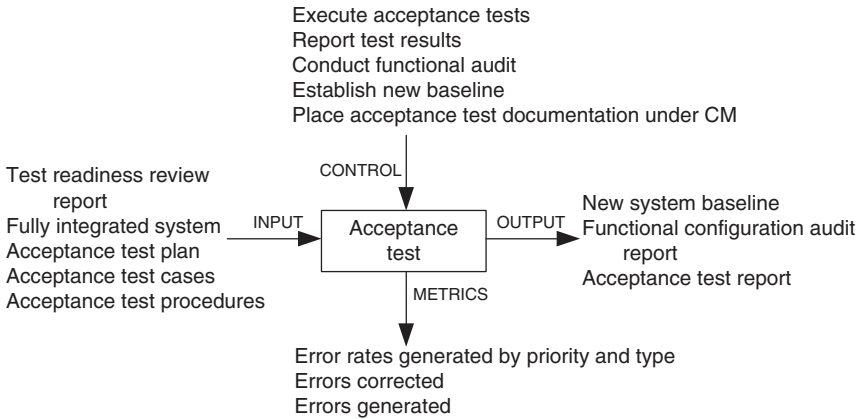 Execute acceptance tests
Report test results
Conduct functional audit
Establish new baseline
Place acceptance test documentation under CM
CONTROL
Test readiness review
report
Fully integrated system
Acceptance test plan
Acceptance test cases
Acceptance test procedures
INPUT
Acceptance
test
OUTPUT
New system baseline
Functional configuration audit
report
Acceptance test report
METRICS
Error rates generated by priority and type
Errors corrected
Errors generated